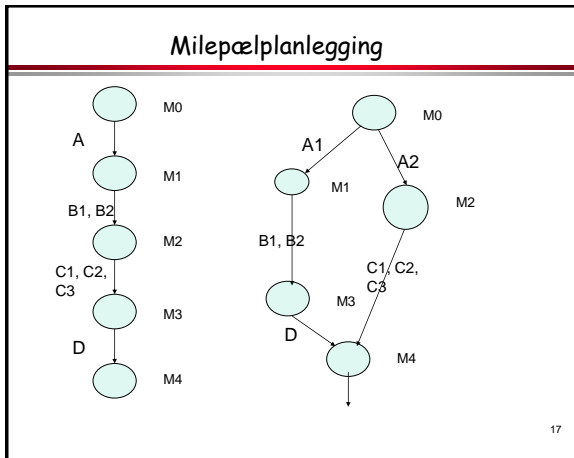 Milepælplanlegging
M0
A
M1
B1, B2
M2
C1, C2,
C3
M3
D
M4
M0
A1
A2
M1
M2
B1, B2
C1, C2,
C3
M3
D
M4
17